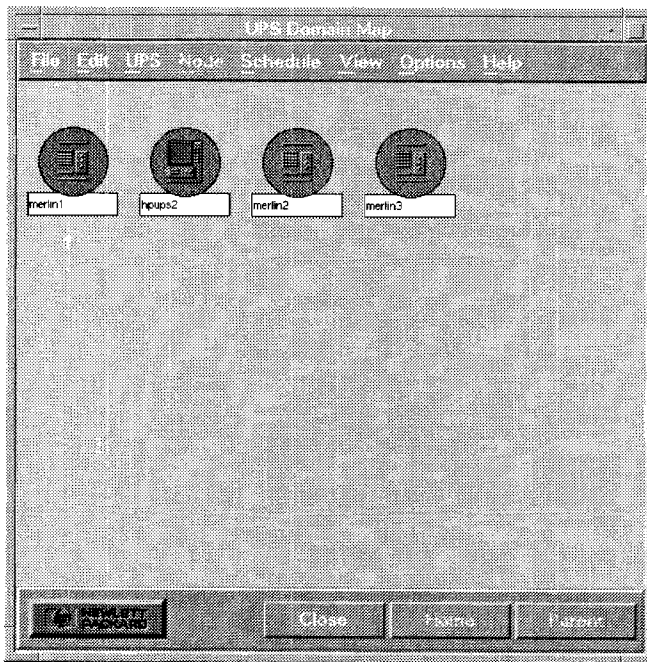 UPS Domain Map
File Edit UPS Node Schedule View Options Help
merlin1 hpups2 merlin2 merlin3
HEWLETT
PACKARD
Close Home Parent